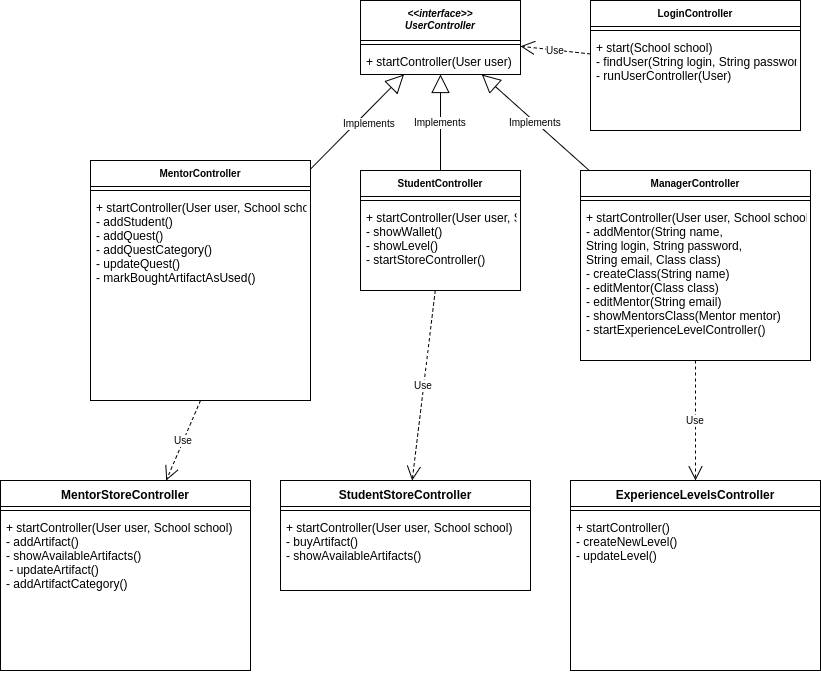 <<interface>>
UserController
+ startController(User user)
LoginController
+ start(School school)
- findUser(String login, String
- runUserController(User)
Use
Implements
Implements
Implements
MentorController
+ startController(User user, School
- addStudent()
- addQuest()
- addQuestCategory()
- updateQuest()
- markBoughtArtifactAsUsed()
StudentController
+ startController(User user,
- showWallet()
- showLevel()
- startStoreController()
ManagerController
+ startController(User user, School school
- addMentor(String name,
String login, String password,
String email, Class class)
- createClass(String name)
- editMentor(Class class)
- editMentor(String email)
- showMentorsClass(Mentor mentor)
- startExperienceLevelController()
Use
Use
Use
MentorStoreController
+ startController(User user, School school)
- addArtifact()
- showAvailableArtifacts()
- updateArtifact()
- addArtifactCategory()
StudentStoreController
+ startController(User user, School school)
- buyArtifact()
- showAvailableArtifacts()
ExperienceLevelsController
+ startController()
- createNewLevel()
- updateLevel()